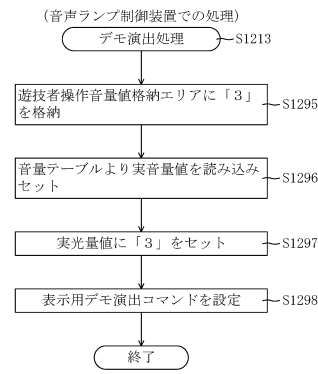 (音声ランプ制御装置での処理)
デモ演出処理
S1213
遊技者操作音量値格納エリアに「3」
を格納
S1295
音量テーブルより実音量値を読み込み
セット
S1296
実光量値に「3」をセット
S1297
表示用デモ演出コマンドを設定
S1298
終了